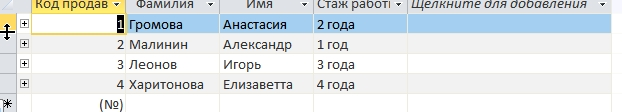 Код продав Фамилия Имя Стаж работы Щелкните для добавления
1 Громова Анастасия 2 года
2 Малинин Александр 1 год
3 Леонов Игорь 3 года
4 Харитонова Елизаветта 4 года
(№)